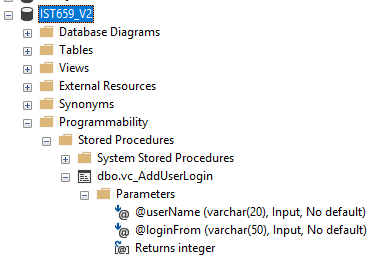 IST659_V2
Database Diagrams
Tables
Views
External Resources
Synonyms
Programmability
Stored Procedures
System Stored Procedures
dbo.vc_AddUserLogin
Parameters
@userName (varchar(20), Input, No default)
@loginFrom (varchar(50), Input, No default)
Returns integer